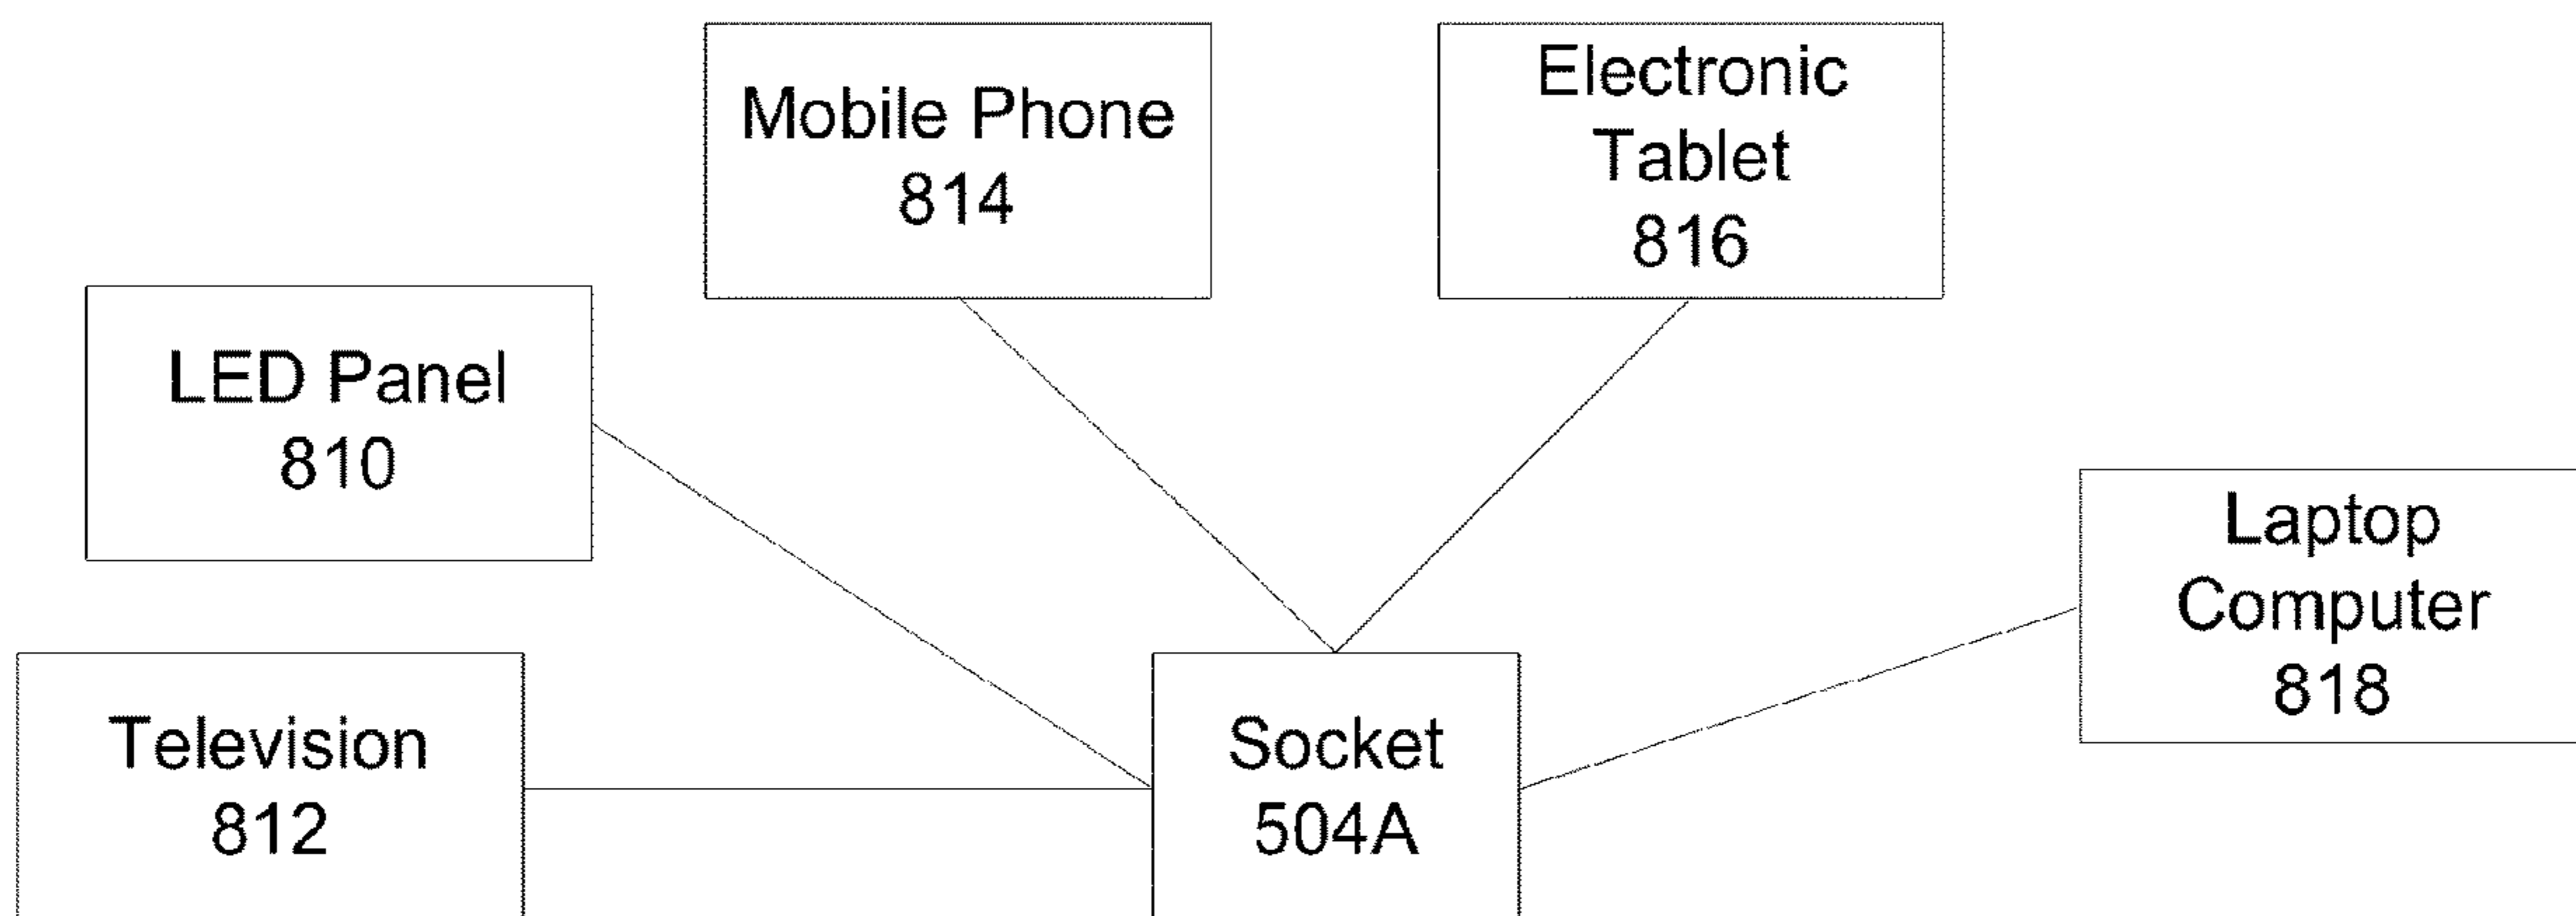 Mobile Phone
814
Electronic
Tablet
816
LED Panel
810
Laptop
Computer
818
Television
812
Socket
504A